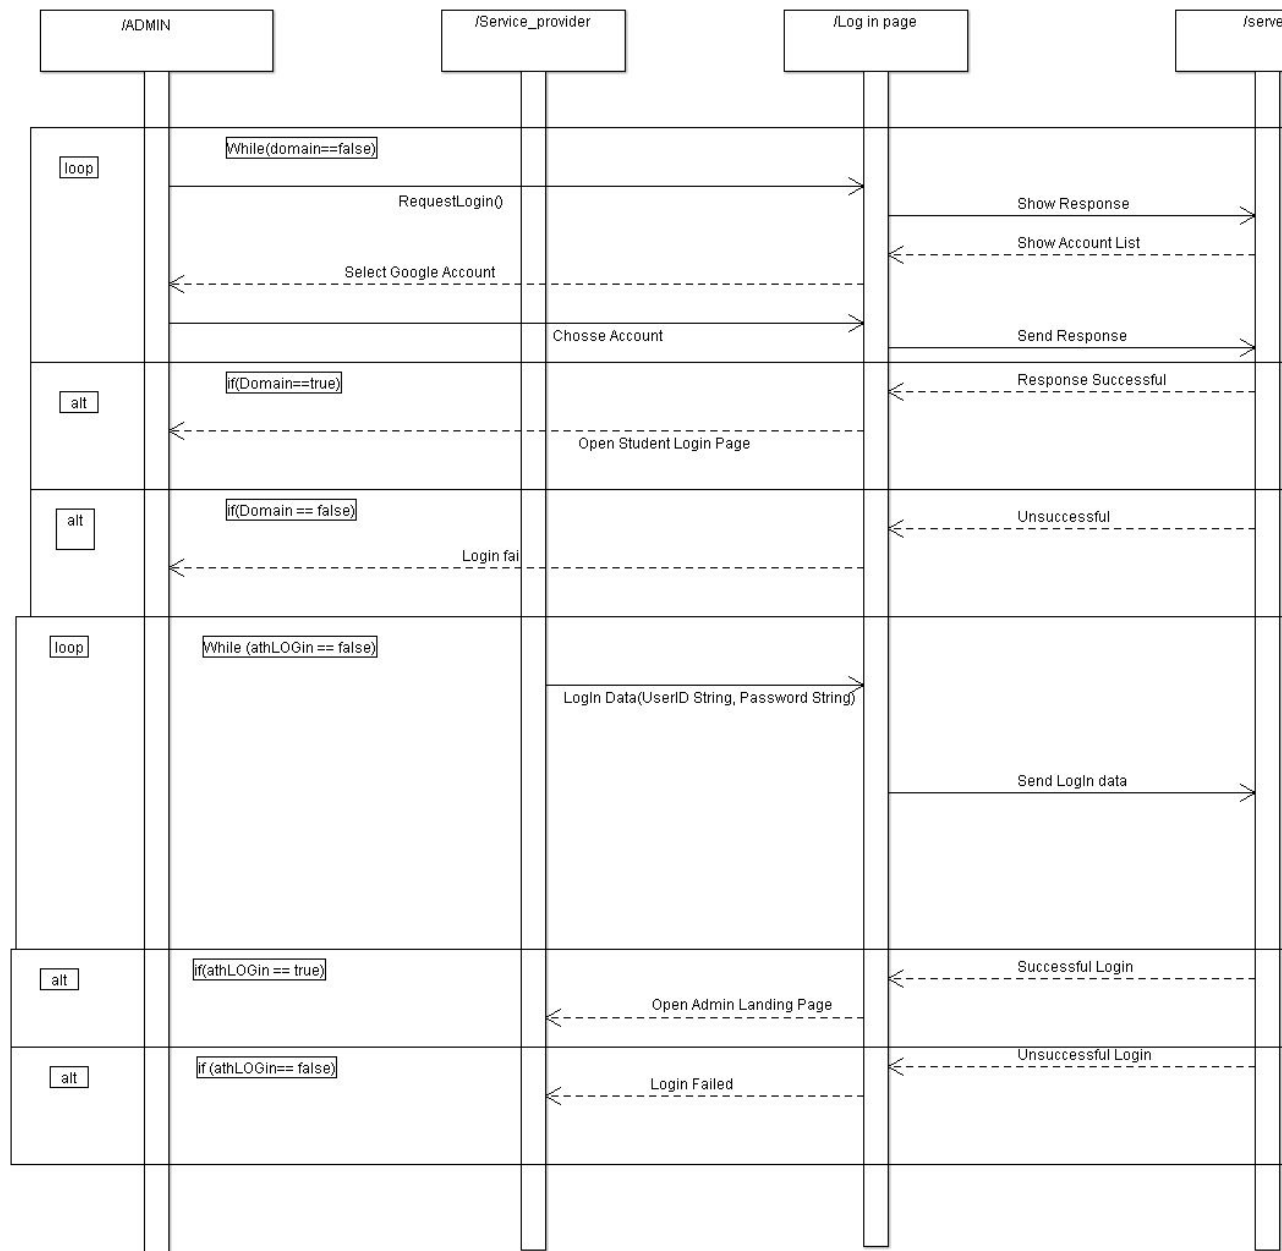 /ADMIN
/Service_provider
/Log in page
/serve
While(domain==false)
loop
RequestLogin()
Show Response
Show Account List
Select Google Account
Chosse Account
Send Response
if(Domain==true)
Response Successful
alt
Open Student Login Page
if(Domain == false)
alt
Unsuccessful
Login fai
loop
While (athLOGin == false)
LogIn Data(UserID String, Password String)
Send LogIn data
if(athLOGin == true)
Successful Login
alt
Open Admin Landing Page
Unsuccessful Login
if (athLOGin== false)
alt
Login Failed